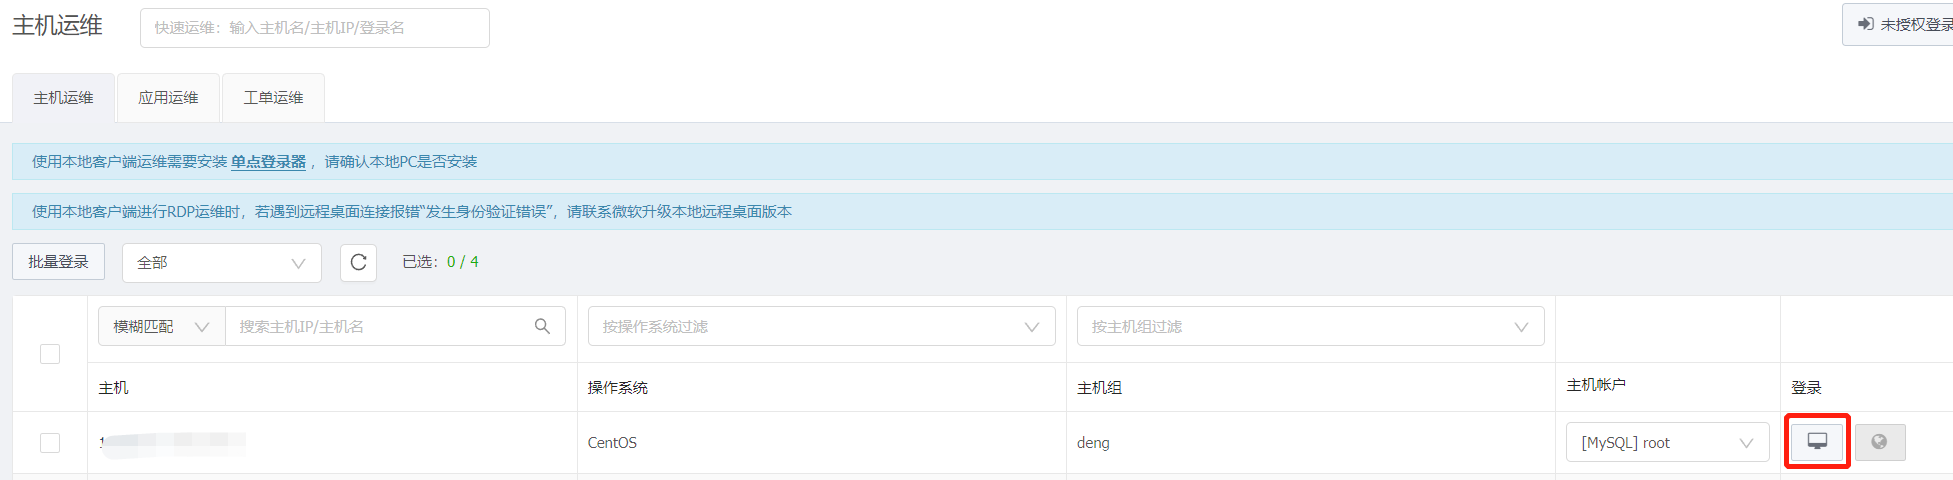 主机运维
快速运维：输入主机名/主机IP/登录名
未授权登录
主机运维 应用运维 工单运维
使用本地客户端运维需要安装 单点登录器 ，请确认本地PC是否安装
使用本地客户端进行RDP运维时，若遇到远程桌面连接报错“发生身份验证错误”，请联系微软升级本地远程桌面版本
批量登录 全部 已选：0 / 4
模糊匹配 搜索主机IP/主机名 按操作系统过滤 按主机组过滤
主机 操作系统 主机组 主机帐户 登录
CentOS deng [MySQL] root